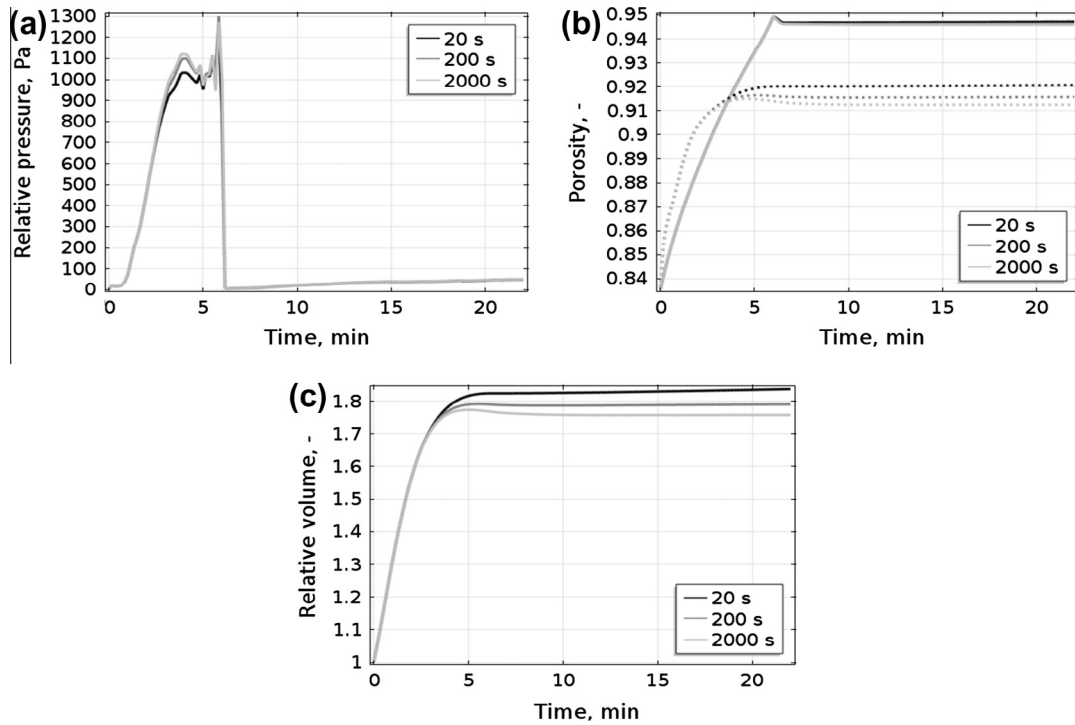 (a)
1300
1200
1100
1000
900
800
700
600
500
400
300
200
100
0
Relative pressure, Pa
20 s
200 s
2000 s
0 5 10 15 20
Time, min
(b)
0.95
0.94
0.93
0.92
0.91
0.9
0.89
0.88
0.87
0.86
0.85
0.84
Porosity, -
20 s
200 s
2000 s
0 5 10 15 20
Time, min
(c)
1.8
1.7
1.6
1.5
1.4
1.3
1.2
1.1
1
Relative volume, -
20 s
200 s
2000 s
0 5 10 15 20
Time, min